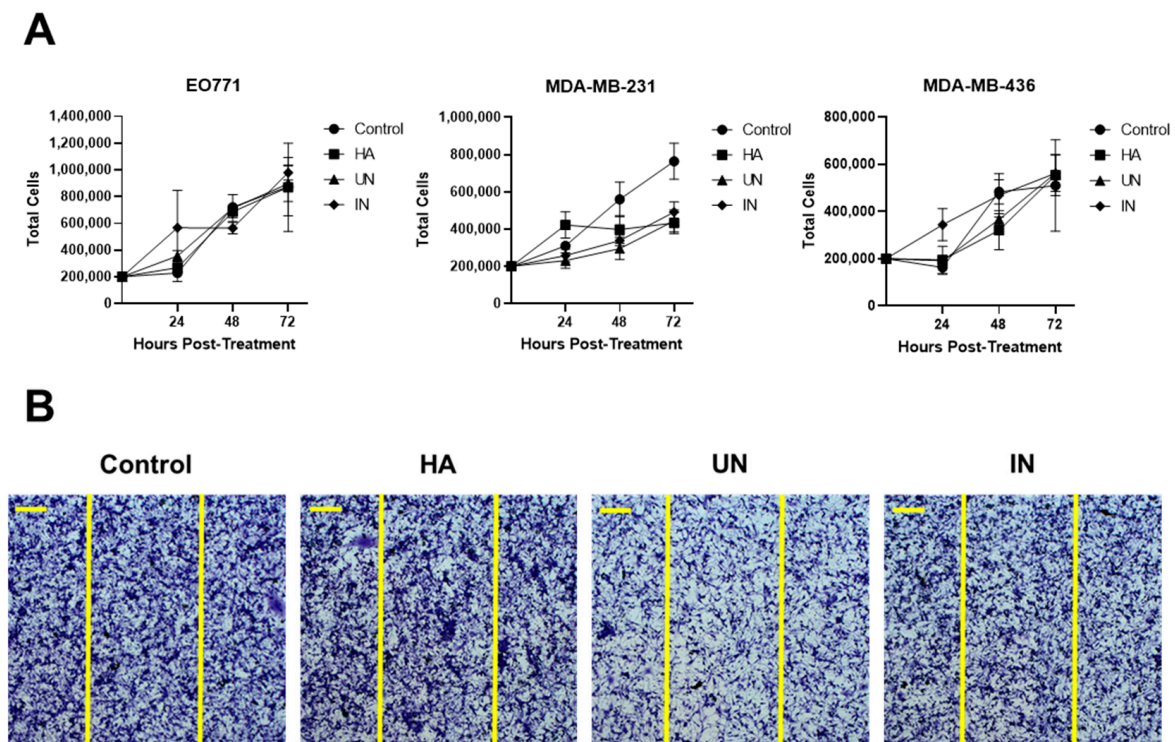 A
EO771
1,400,000
1,200,000
1,000,000
800,000
600,000
400,000
200,000
0
Total Cells
24 48 72
Hours Post-Treatment
Control
HA
UN
IN
MDA-MB-231
1,000,000
800,000
600,000
400,000
200,000
0
Total Cells
24 48 72
Hours Post-Treatment
Control
HA
UN
IN
MDA-MB-436
800,000
600,000
400,000
200,000
0
Total Cells
24 48 72
Hours Post-Treatment
Control
HA
UN
IN
B
Control HA UN IN